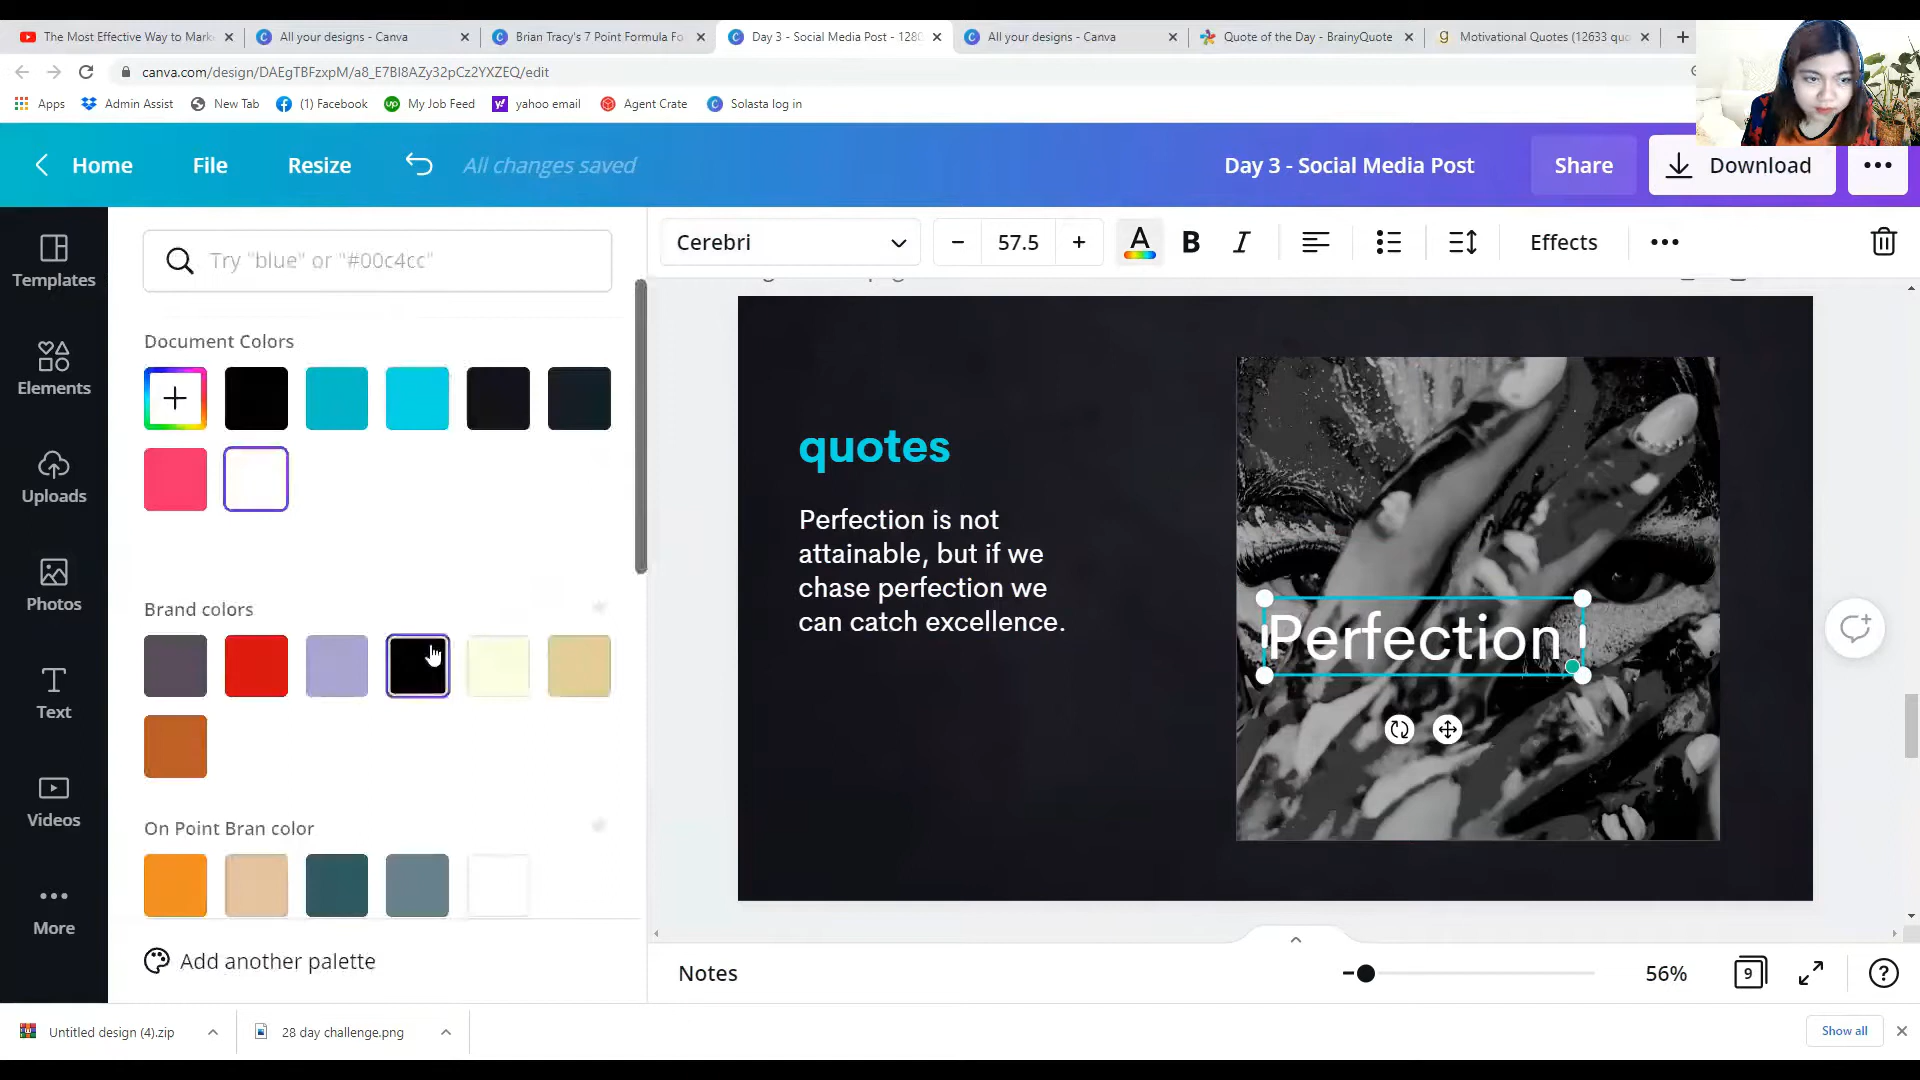 The Most Effective Way to Mark
All your designs - Canva
Brian Tracy's 7 Point Formula Fo
Day 3 - Social Media Post - 1280
All your designs - Canva
Quote of the Day - BrainyQuote
Motivational Quotes (12633 quo
canva.com/design/DAEgTBFzxpM/a8_E7BI8AZy32pCz2YXZEQ/edit
Apps
Admin Assist
New Tab
(1) Facebook
My Job Feed
yahoo email
Agent Crate
Solasta log in
Home
File
Resize
All changes saved
Day 3 - Social Media Post
Share
Download
Templates
Elements
Uploads
Photos
Text
Videos
More
Try "blue" or "#00c4cc"
Document Colors
Brand colors
On Point Bran color
Add another palette
Cerebri
57.5
A
B
I
Effects
quotes
Perfection is not
attainable, but if we
chase perfection we
can catch excellence.
Perfection
Notes
56%
9
Untitled design (4).zip
28 day challenge.png
Show all